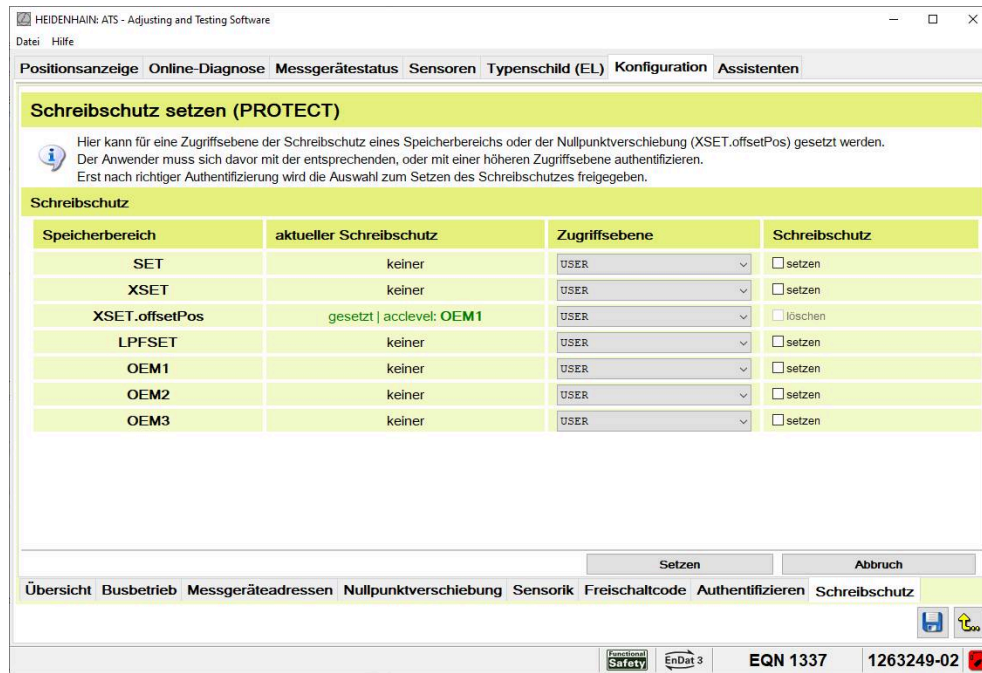 HEIDENHAIN: ATS - Adjusting and Testing Software
Datei Hilfe
Positionsanzeige Online-Diagnose Messgerätestatus Sensoren Typenschild (EL) Konfiguration Assistenten
Schreibschutz setzen (PROTECT)
Hier kann für eine Zugriffsebene der Schreibschutz eines Speicherbereichs oder der Nullpunktverschiebung (XSET.offsetPos) gesetzt werden.
Der Anwender muss sich davor mit der entsprechenden, oder mit einer höheren Zugriffsebene authentifizieren.
Erst nach richtiger Authentifizierung wird die Auswahl zum Setzen des Schreibschutzes freigegeben.
Schreibschutz
Speicherbereich aktueller Schreibschutz Zugriffsebene Schreibschutz
SET keiner USER setzen
XSET keiner USER setzen
XSET.offsetPos gesetzt | acclevel: OEM1 USER löschen
LPFSET keiner USER setzen
OEM1 keiner USER setzen
OEM2 keiner USER setzen
OEM3 keiner USER setzen
Setzen Abbruch
Übersicht Busbetrieb Messgeräteadressen Nullpunktverschiebung Sensorik Freischaltcode Authentifizieren Schreibschutz
Functional Safety EnDat 3 EQN 1337 1263249-02